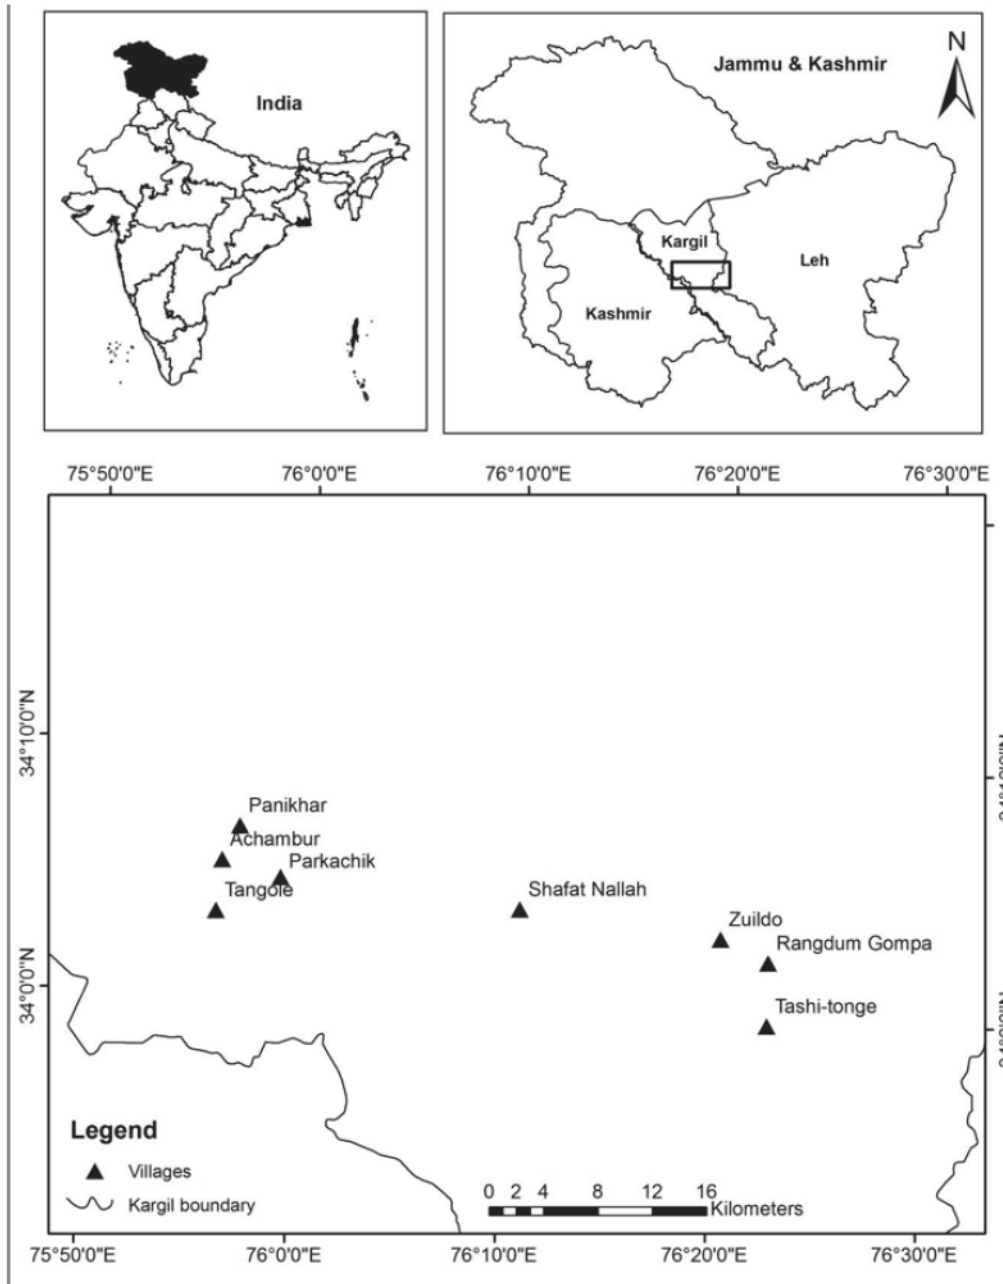 India
Jammu & Kashmir
N
Kargil
Leh
Kashmir
75°50'0"E 76°0'0"E 76°10'0"E 76°20'0"E 76°30'0"E
34°10'0"N
Panikhar
Achambur
Parkachik
Tangole
Shafat Nallah
Zuildo
Rangdum Gompa
34°0'0"N
Tashi-tonge
Legend
Villages
Kargil boundary
0 2 4 8 12 16
Kilometers
75°50'0"E 76°0'0"E 76°10'0"E 76°20'0"E 76°30'0"E